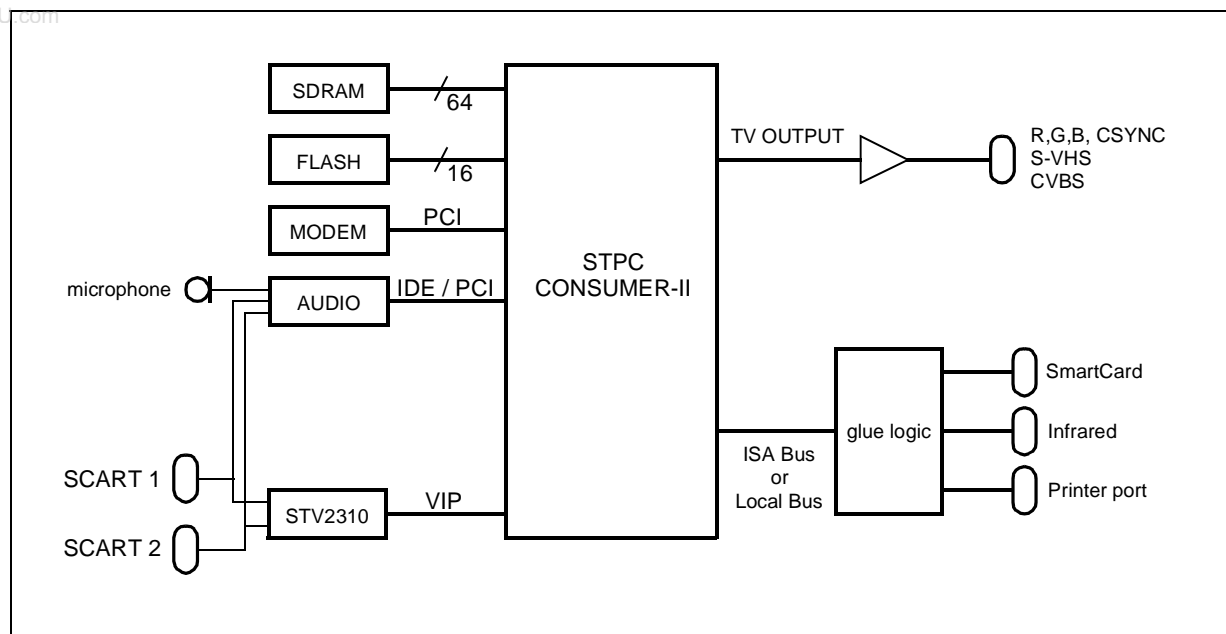 U.com
SDRAM
64
FLASH
16
MODEM
PCI
microphone
AUDIO
IDE / PCI
SCART 1
SCART 2
STV2310
VIP
STPC
CONSUMER-II
TV OUTPUT
R,G,B, CSYNC
S-VHS
CVBS
ISA Bus
or
Local Bus
glue logic
SmartCard
Infrared
Printer port